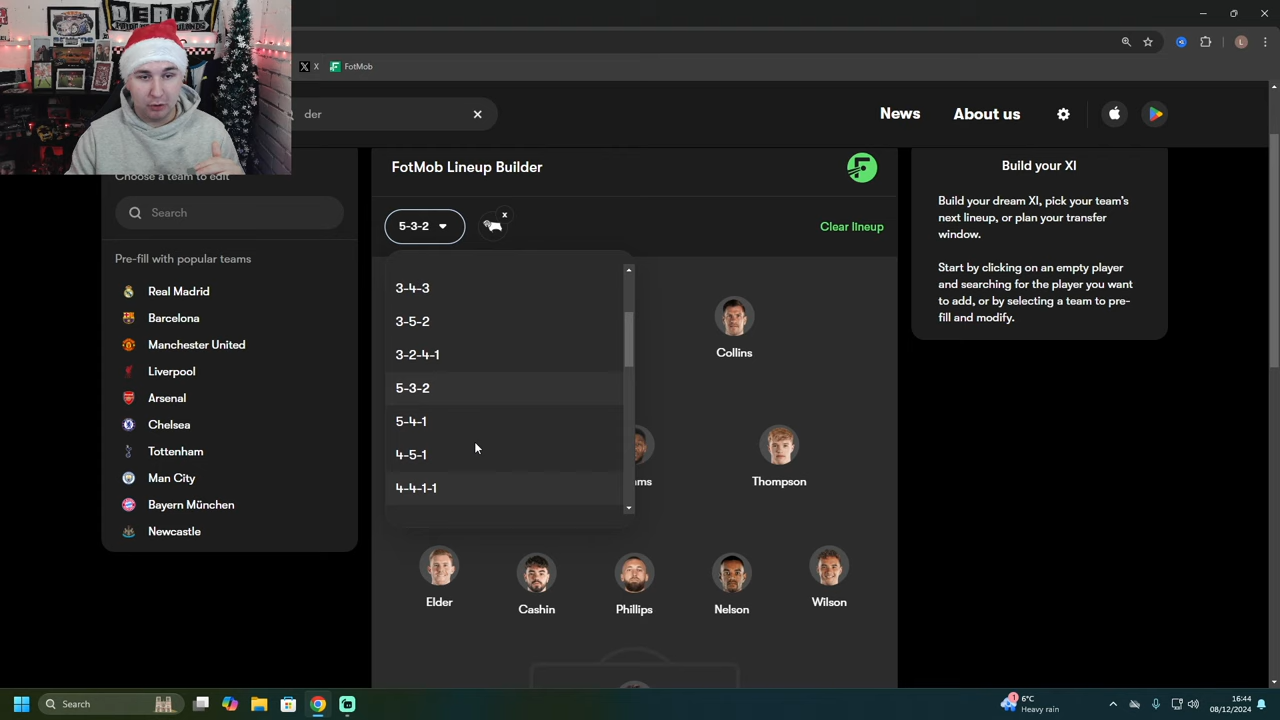 DERBY
X
FotMob
der
News
About us
Choose a team to edit
Search
Pre-fill with popular teams
Real Madrid
Barcelona
Manchester United
Liverpool
Arsenal
Chelsea
Tottenham
Man City
Bayern München
Newcastle
FotMob Lineup Builder
5-3-2
x
Clear lineup
3-4-3
3-5-2
3-2-4-1
5-3-2
5-4-1
4-5-1
4-4-1-1
Collins
ms
Thompson
Elder
Cashin
Phillips
Nelson
Wilson
Build your XI
Build your dream XI, pick your team's
next lineup, or plan your transfer
window.
Start by clicking on an empty player
and searching for the player you want
to add, or by selecting a team to pre-
fill and modify.
Search
1
6°C
Heavy rain
16:44
08/12/2024